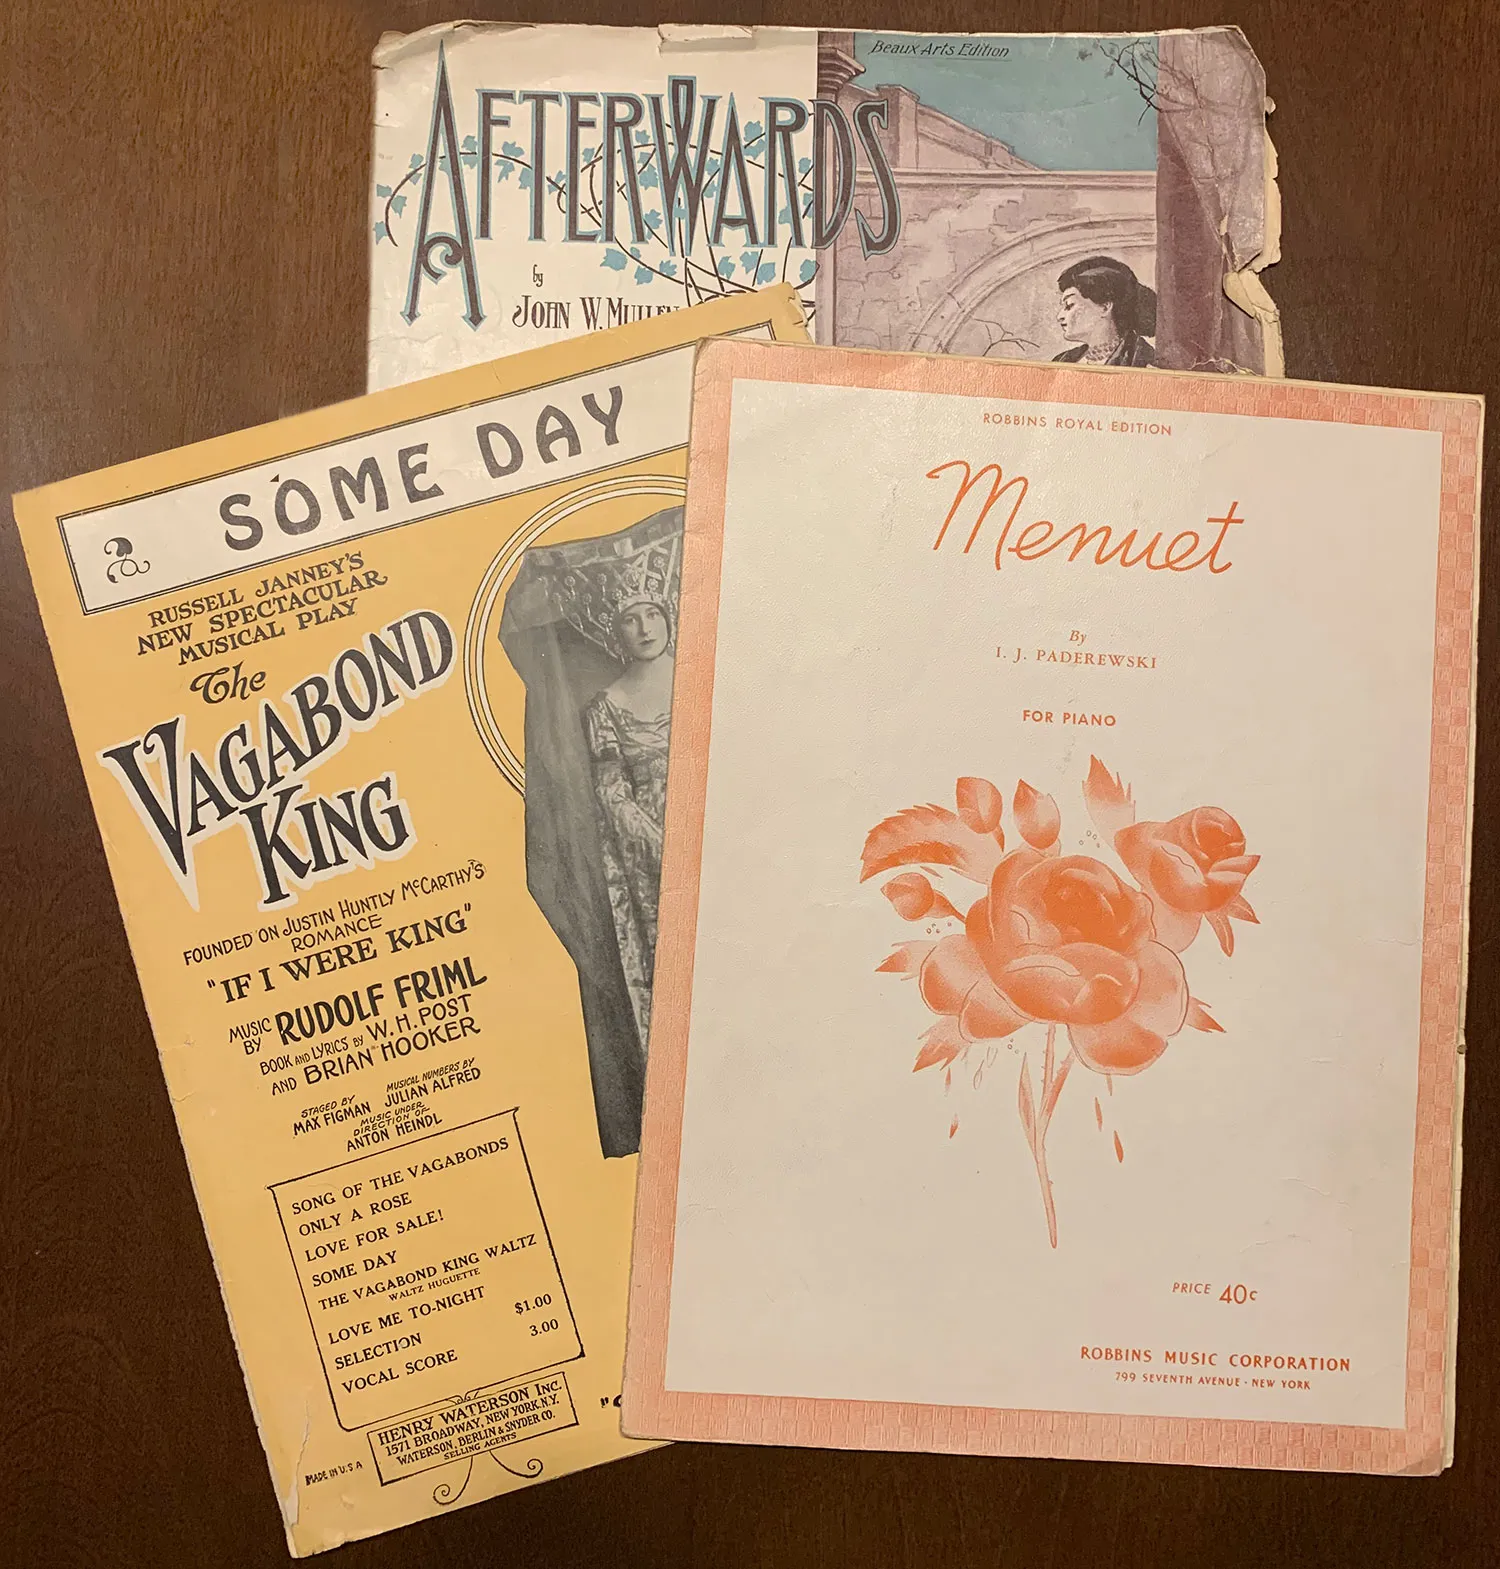 Beaux Arts Edition
AFTERWARDS
by
JOHN W. MULLEN
SOME DAY
RUSSELL JANNEY'S
NEW SPECTACULAR
MUSICAL PLAY
The
VAGABOND
KING
FOUNDED ON JUSTIN HUNTLY McCARTHY'S
ROMANCE
"IF I WERE KING"
MUSIC BY RUDOLF FRIML
BOOK AND LYRICS BY W. H. POST
AND BRIAN HOOKER
STAGED BY
MAX FIGMAN
MUSICAL NUMBERS BY
JULIAN ALFRED
MUSIC UNDER
DIRECTION OF
ANTON HEINDL
SONG OF THE VAGABONDS
ONLY A ROSE
LOVE FOR SALE!
SOME DAY
THE VAGABOND KING WALTZ
WALTZ HUGUETTE
LOVE ME TO-NIGHT
SELECTION $1.00
VOCAL SCORE 3.00
HENRY WATERSON INC.
1571 BROADWAY, NEW YORK. N.Y.
WATERSON, BERLIN & SNYDER CO.
SELLING AGENTS
MADE IN U.S.A
ROBBINS ROYAL EDITION
Menuet
By
I. J. PADEREWSKI
FOR PIANO
PRICE 40c
ROBBINS MUSIC CORPORATION
799 SEVENTH AVENUE · NEW YORK